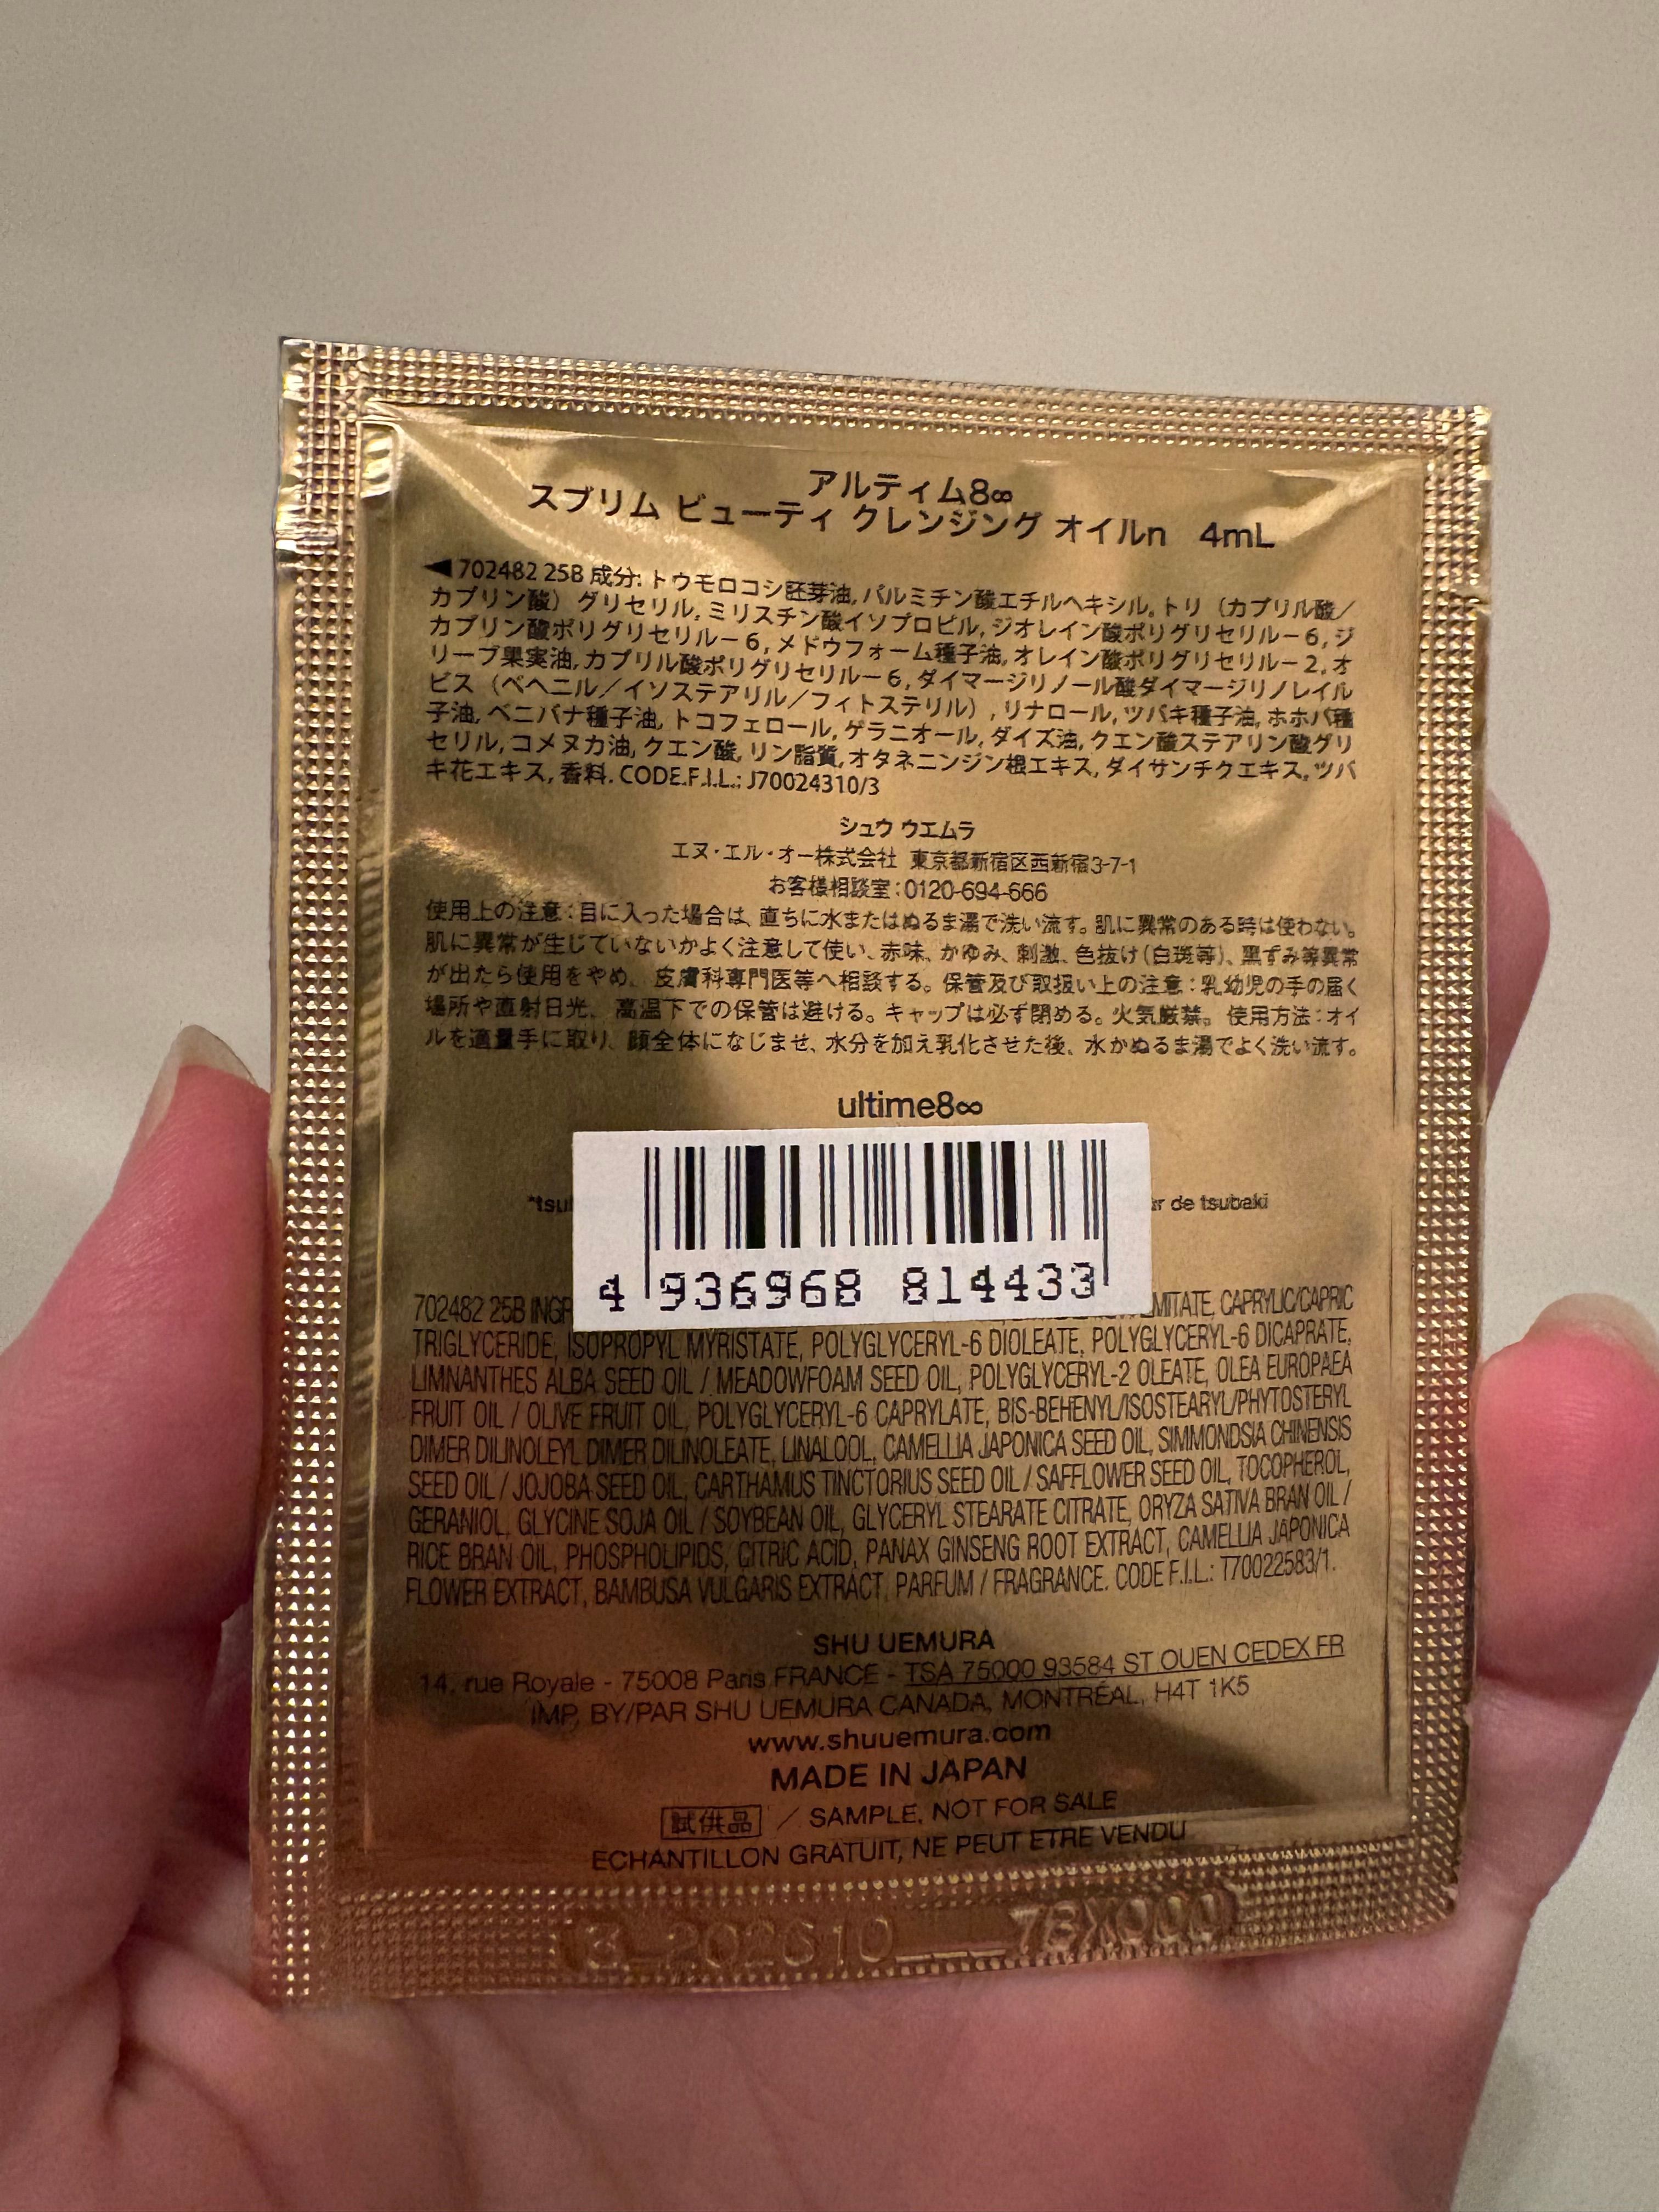 アルティム8∞
スブリム ビューティ クレンジング オイルn 4mL
◀702482 25B 成分: トウモロコシ胚芽油, パルミチン酸エチルヘキシル, トリ（カプリル酸／
カプリン酸）グリセリル, ミリスチン酸イソプロピル, ジオレイン酸ポリグリセリル－6, ジ
カプリン酸ポリグリセリル－6, メドウフォーム種子油, オレイン酸ポリグリセリル－2, オ
リーブ果実油, カプリル酸ポリグリセリル－6, ダイマージリノール酸ダイマージリノレイル
ビス（ベヘニル／イソステアリル／フィトステリル）, リナロール, ツバキ種子油, ホホバ種
子油, ベニバナ種子油, トコフェロール, ゲラニオール, ダイズ油, クエン酸ステアリン酸グリ
セリル, コメヌカ油, クエン酸, リン脂質, オタネニンジン根エキス, ダイサンチクエキス, ツバ
キ花エキス, 香料. CODE.F.I.L.: J70024310/3
シュウ ウエムラ
エヌ・エル・オー株式会社 東京都新宿区西新宿3-7-1
お客様相談室：0120-694-666
使用上の注意：目に入った場合は、直ちに水またはぬるま湯で洗い流す。肌に異常のある時は使わない。
肌に異常が生じていないかよく注意して使い、赤味、かゆみ、刺激、色抜け（白斑等）、黒ずみ等異常
が出たら使用をやめ、皮膚科専門医等へ相談する。保管及び取扱い上の注意：乳幼児の手の届く
場所や直射日光、高温下での保管は避ける。キャップは必ず閉める。火気厳禁。使用方法：オイ
ルを適量手に取り、顔全体になじませ、水分を加え乳化させた後、水かぬるま湯でよく洗い流す。
ultime8∞
de tsubaki
4 936968 814433
702482 25B CAPRYLIC/CAPRIC
TRIGLYCERIDE, ISOPROPYL MYRISTATE, POLYGLYCERYL-6 DIOLEATE, POLYGLYCERYL-6 DICAPRATE,
LIMNANTHES ALBA SEED OIL / MEADOWFOAM SEED OIL, POLYGLYCERYL-2 OLEATE, OLEA EUROPAEA
FRUIT OIL / OLIVE FRUIT OIL, POLYGLYCERYL-6 CAPRYLATE, BIS-BEHENYL/ISOSTEARYL/PHYTOSTERYL
DIMER DILINOLEYL DIMER DILINOLEATE, LINALOOL, CAMELLIA JAPONICA SEED OIL, SIMMONDSIA CHINENSIS
SEED OIL / JOJOBA SEED OIL, CARTHAMUS TINCTORIUS SEED OIL / SAFFLOWER SEED OIL, TOCOPHEROL,
GERANIOL, GLYCINE SOJA OIL / SOYBEAN OIL, GLYCERYL STEARATE CITRATE, ORYZA SATIVA BRAN OIL /
RICE BRAN OIL, PHOSPHOLIPIDS, CITRIC ACID, PANAX GINSENG ROOT EXTRACT, CAMELLIA JAPONICA
FLOWER EXTRACT, BAMBUSA VULGARIS EXTRACT, PARFUM / FRAGRANCE. CODE F.I.L.: T70022583/1.
SHU UEMURA
14, rue Royale - 75008 Paris FRANCE - TSA 75000 93584 ST OUEN CEDEX FR
IMP. BY/PAR SHU UEMURA CANADA, MONTRÉAL, H4T 1K5
www.shuuemura.com
MADE IN JAPAN
試供品 / SAMPLE, NOT FOR SALE
ECHANTILLON GRATUIT, NE PEUT ETRE VENDU
202610